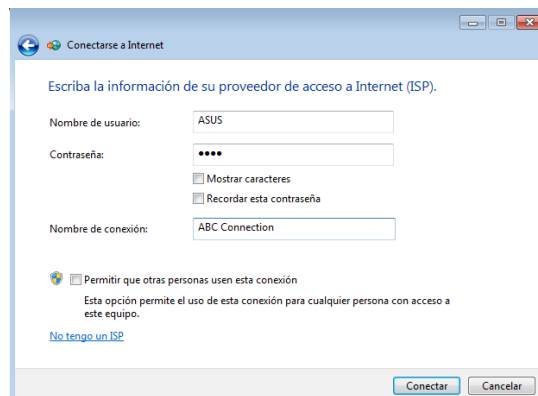 Conectarse a Internet
Escriba la información de su proveedor de acceso a Internet (ISP).
Nombre de usuario: ASUS
Contraseña: ••••
Mostrar caracteres
Recordar esta contraseña
Nombre de conexión: ABC Connection
Permitir que otras personas usen esta conexión
Esta opción permite el uso de esta conexión para cualquier persona con acceso a
este equipo.
No tengo un ISP
Conectar Cancelar